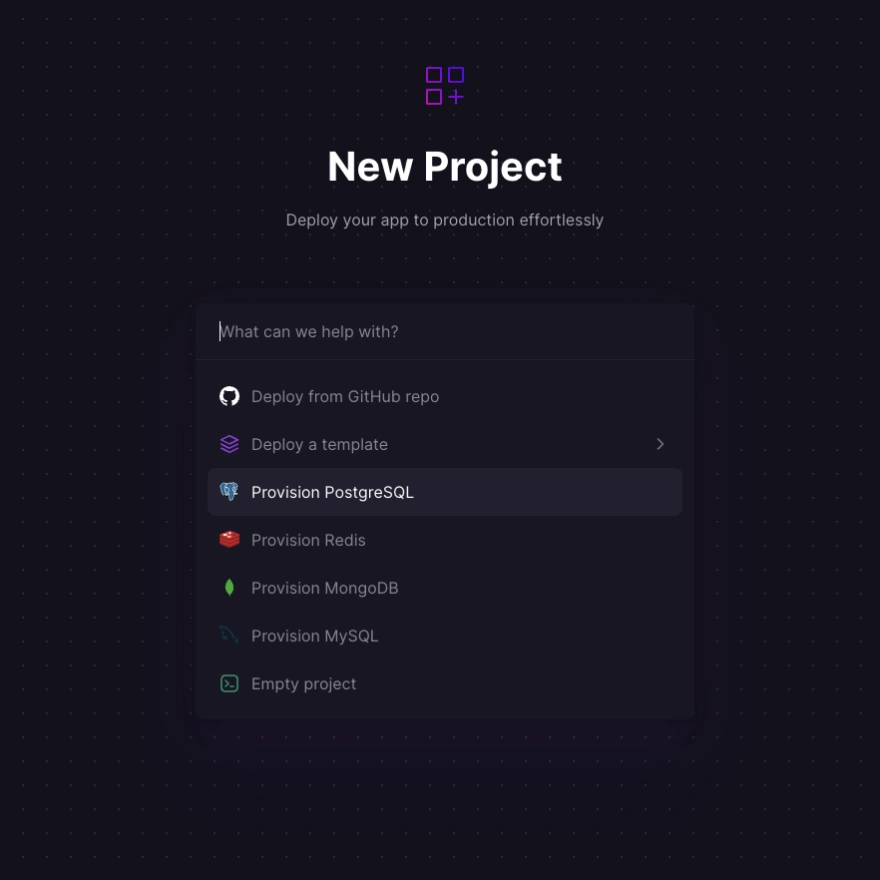 New Project
Deploy your app to production effortlessly
What can we help with?
Deploy from GitHub repo
Deploy a template
Provision PostgreSQL
Provision Redis
Provision MongoDB
Provision MySQL
Empty project